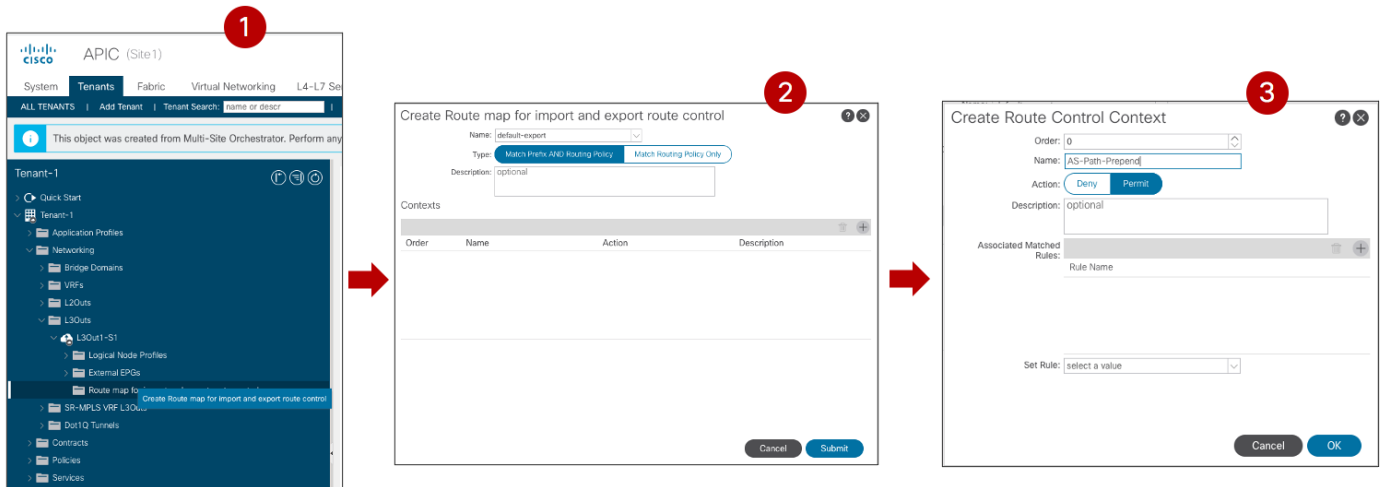 1
CISCO
APIC (Site1)
System Tenants Fabric Virtual Networking L4-L7
ALL TENANTS | Add Tenant | Tenant Search: name or descr |
i This object was created from Multi-Site Orchestrator. Perform any
Tenant-1
Quick Start
Tenant-1
Application Profiles
Networking
Bridge Domains
VRFs
L2Outs
L3Outs
L3Out1-S1
Logical Node Profiles
External EPGs
Route map
Create Route map for import and export route control
SR-MPLS VRF L3Outs
Dot1Q Tunnels
Contracts
Policies
Services
2
Create Route map for import and export route control
Name: default-export
Type: Match Prefix AND Routing Policy Match Routing Policy Only
Description: optional
Contexts
Order Name Action Description
Cancel Submit
3
Create Route Control Context
Order: 0
Name: AS-Path-Prepend
Action: Deny Permit
Description: optional
Associated Matched
Rules:
Rule Name
Set Rule: select a value
Cancel OK